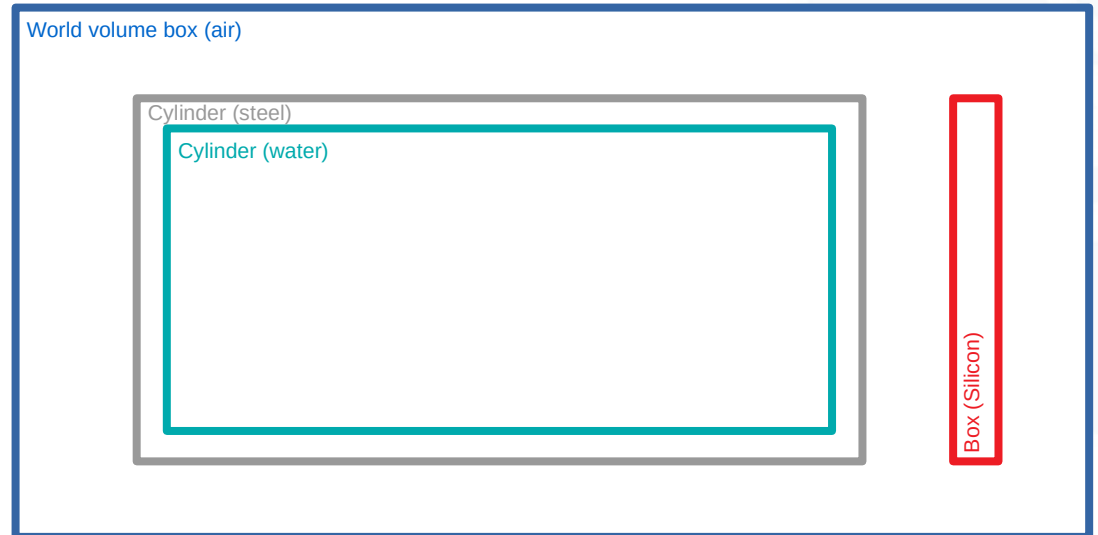 World volume box (air)
Cylinder (steel)
Cylinder (water)
Box (Silicon)